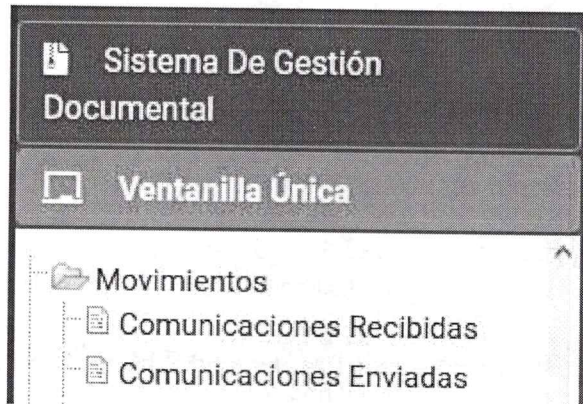 Sistema De Gestión
Documental
Ventanilla Única
Movimientos
Comunicaciones Recibidas
Comunicaciones Enviadas